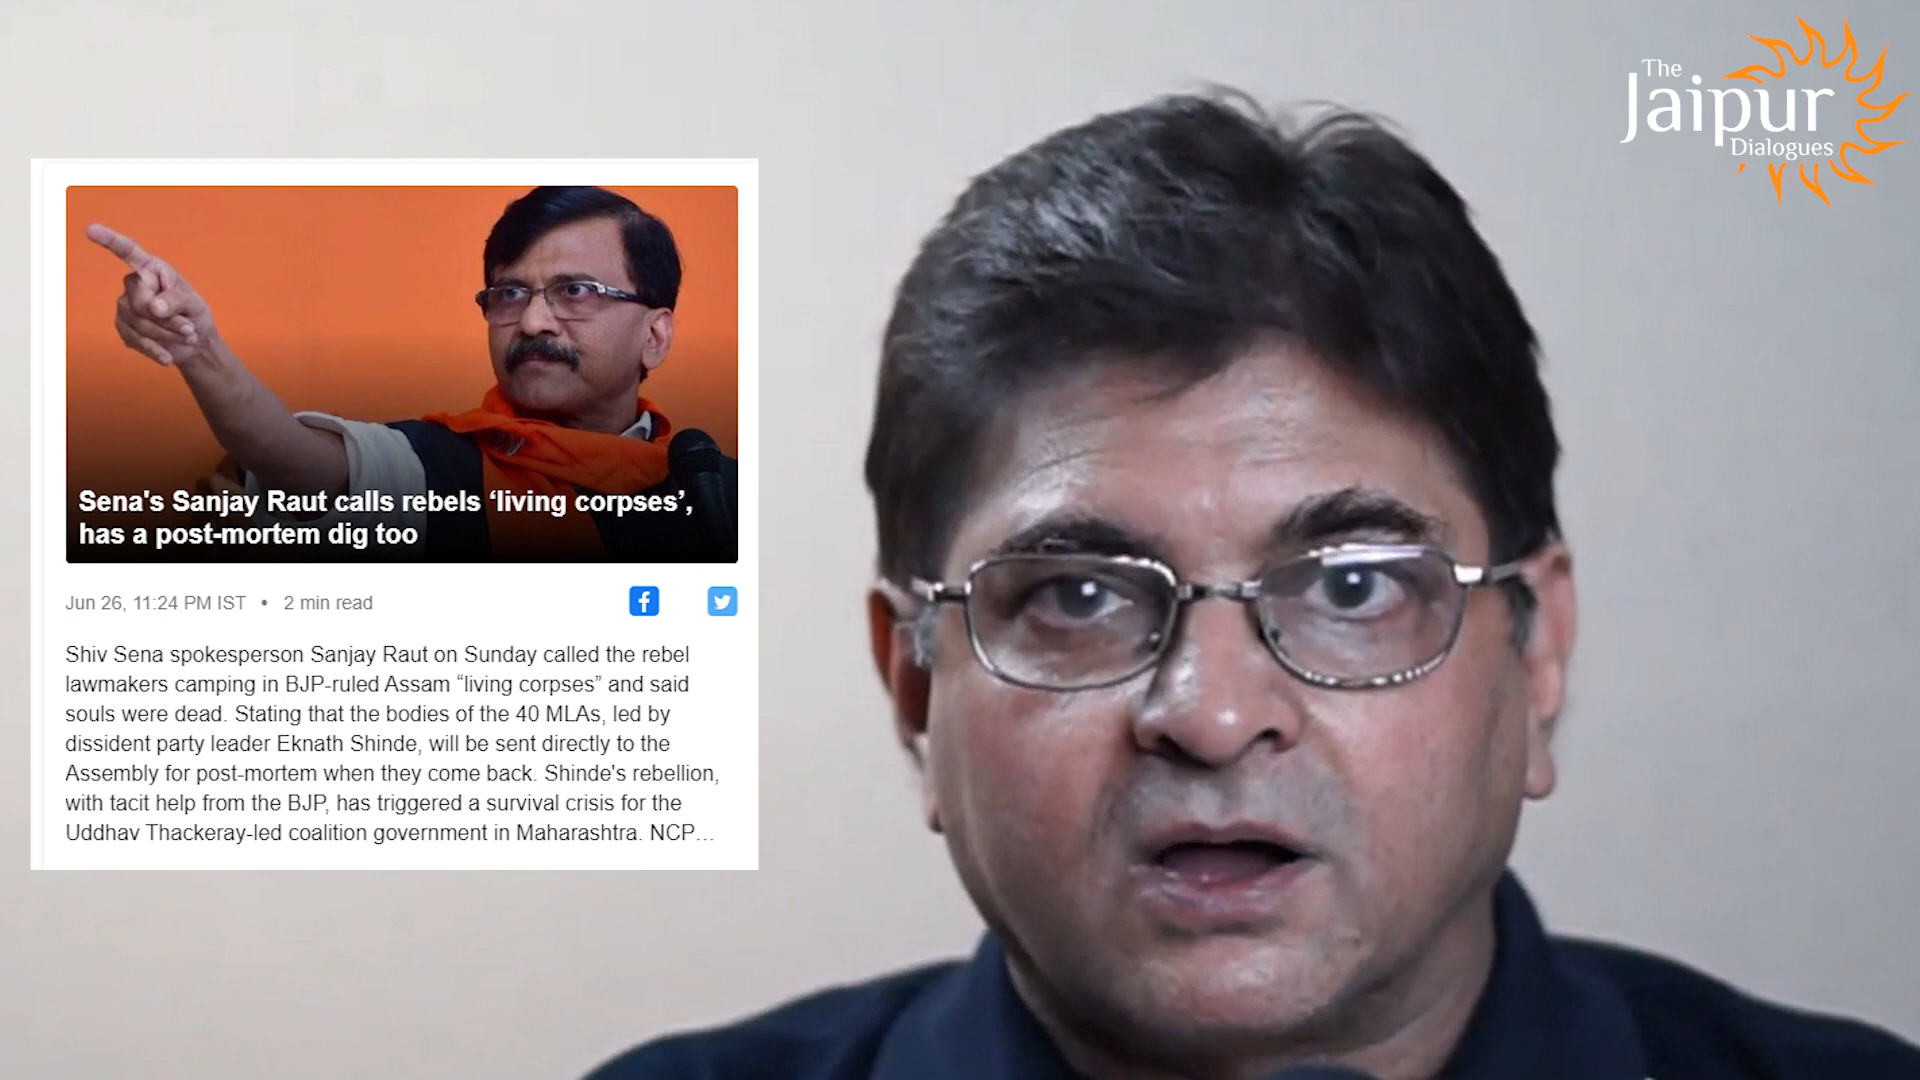 The
Jaipur
Dialogues
Sena's Sanjay Raut calls rebels ‘living corpses’,
has a post-mortem dig too
Jun 26, 11:24 PM IST • 2 min read
Shiv Sena spokesperson Sanjay Raut on Sunday called the rebel
lawmakers camping in BJP-ruled Assam “living corpses” and said
souls were dead. Stating that the bodies of the 40 MLAs, led by
dissident party leader Eknath Shinde, will be sent directly to the
Assembly for post-mortem when they come back. Shinde's rebellion,
with tacit help from the BJP, has triggered a survival crisis for the
Uddhav Thackeray-led coalition government in Maharashtra. NCP...